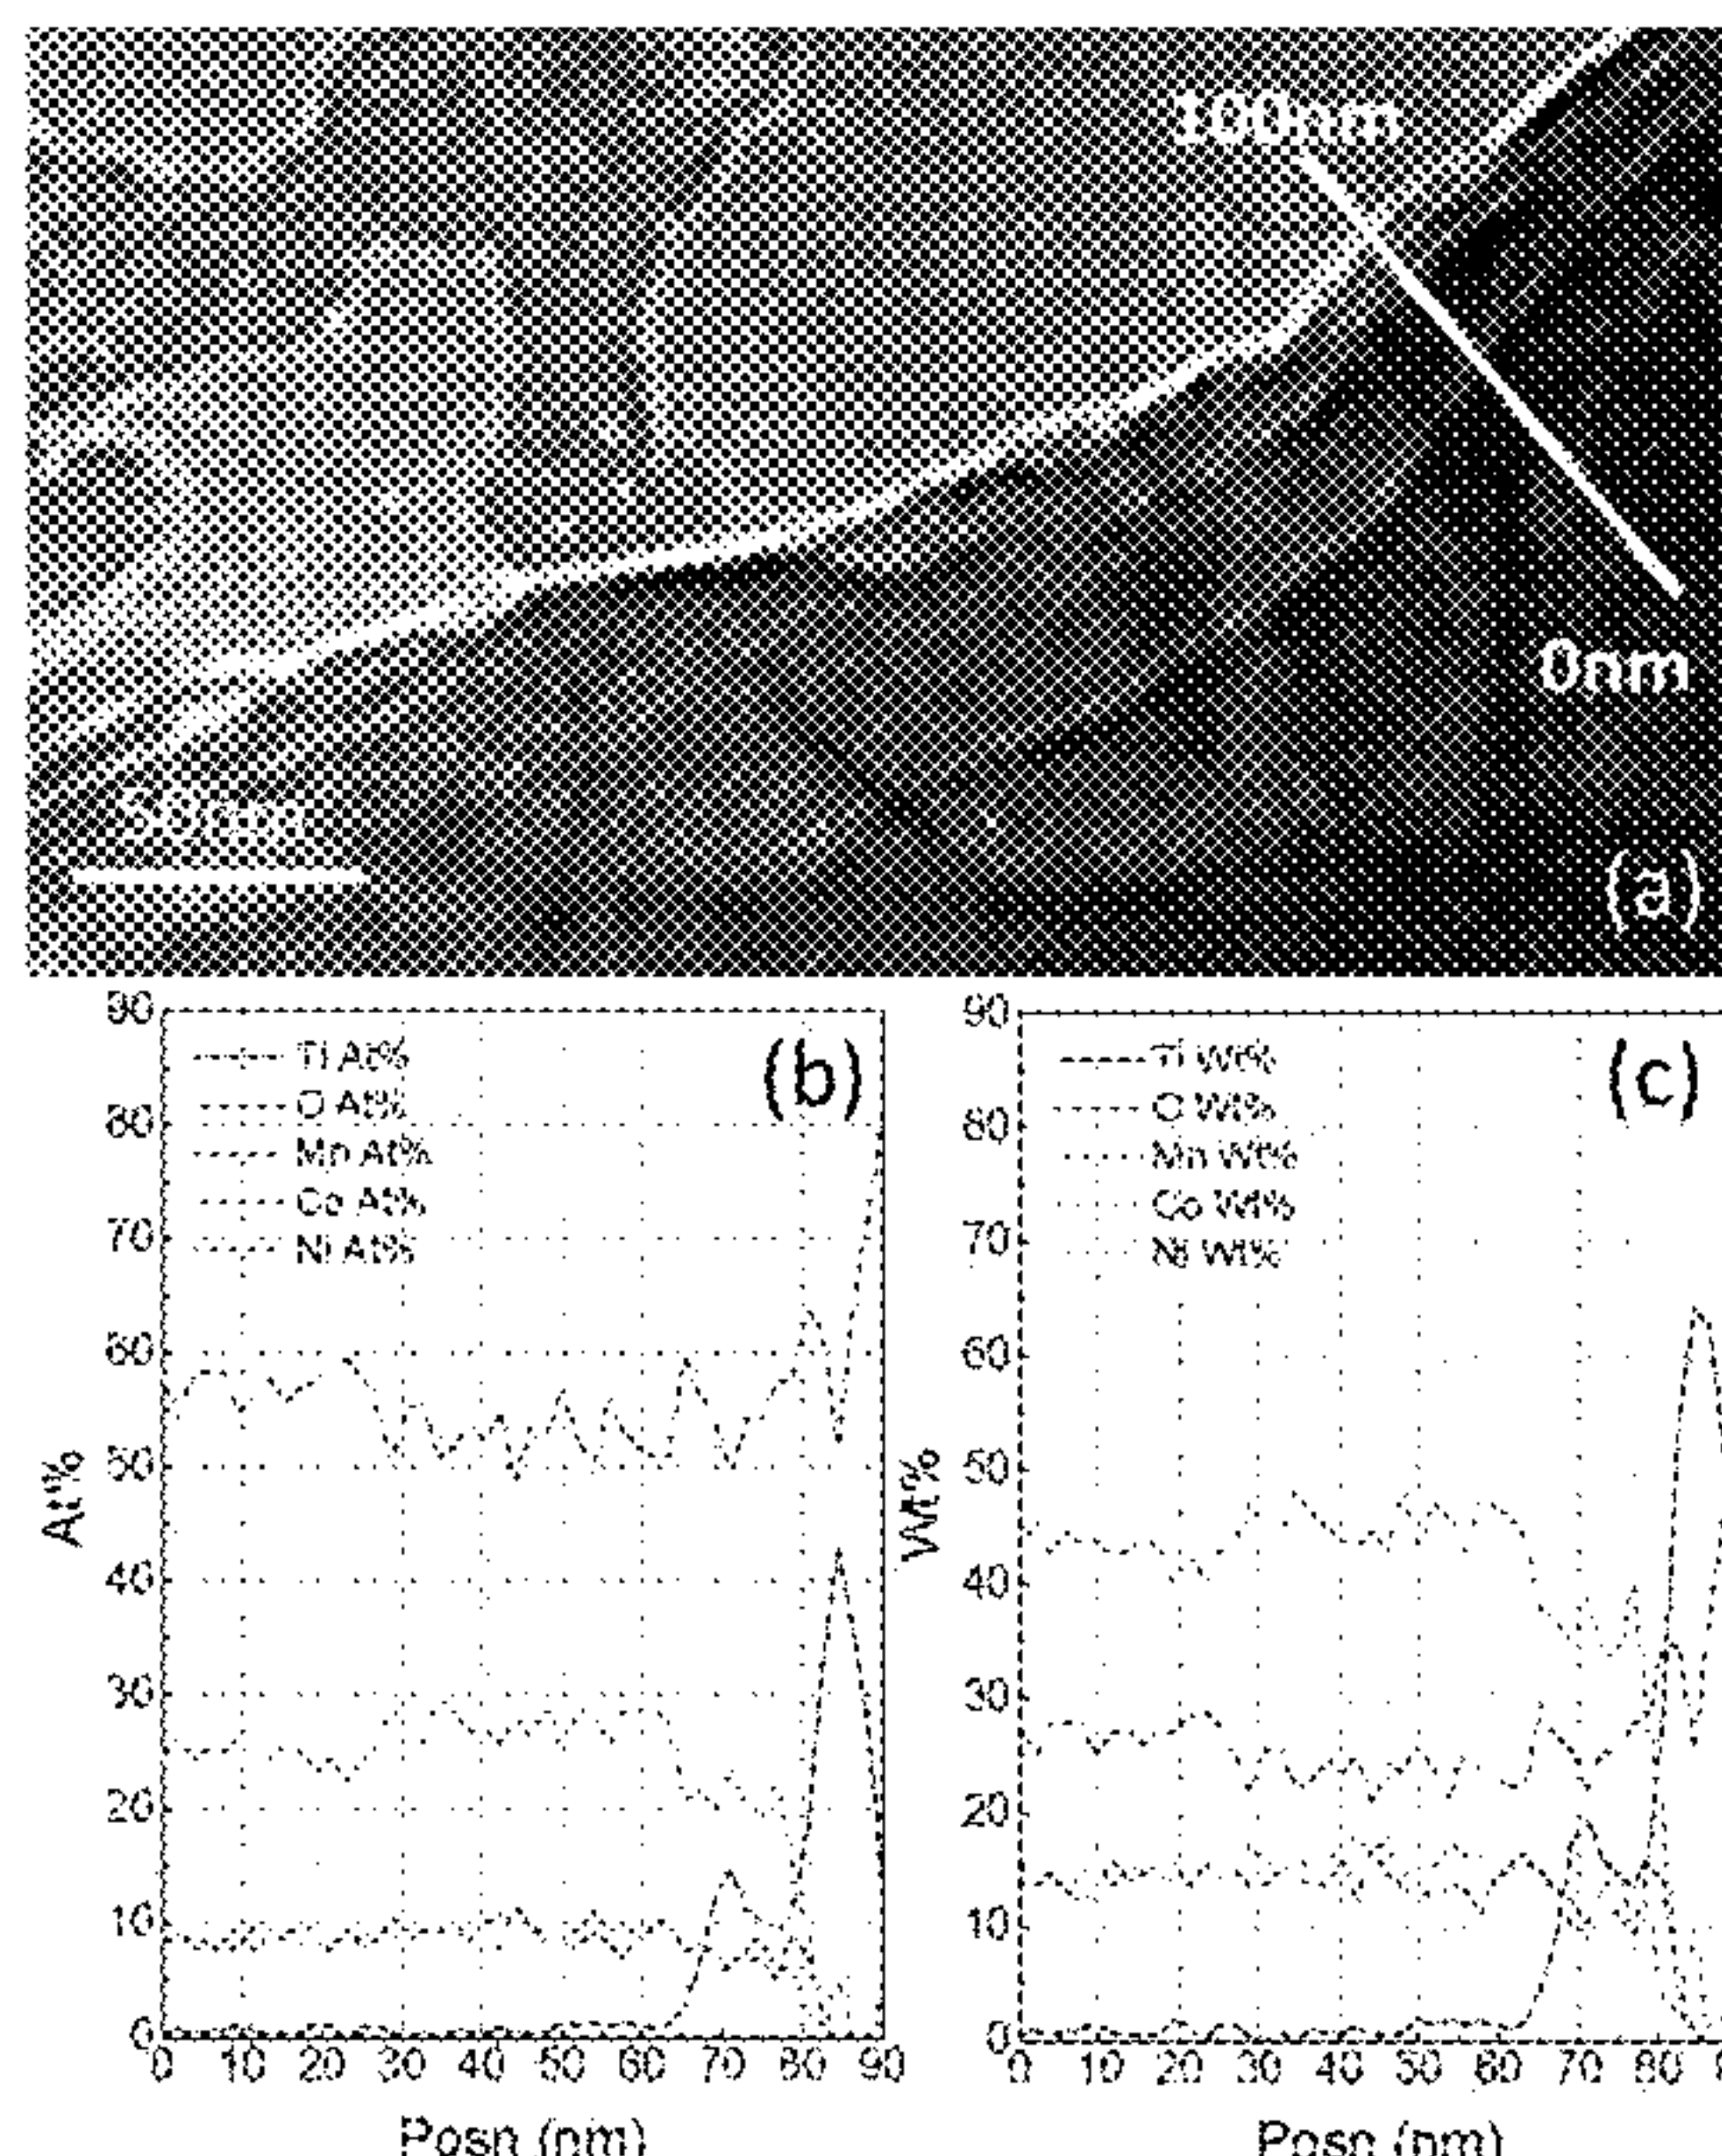 100nm
0nm
50nm
(a)
(b)
90
80
70
60
50
40
30
20
10
0
At%
Ti At%
O At%
Mn At%
Co At%
Ni At%
0 10 20 30 40 50 60 70 80 90
Posn (nm)
(c)
90
80
70
60
50
40
30
20
10
0
Wt%
Ti Wt%
O Wt%
Mn Wt%
Co Wt%
Ni Wt%
0 10 20 30 40 50 60 70 80
Posn (nm)